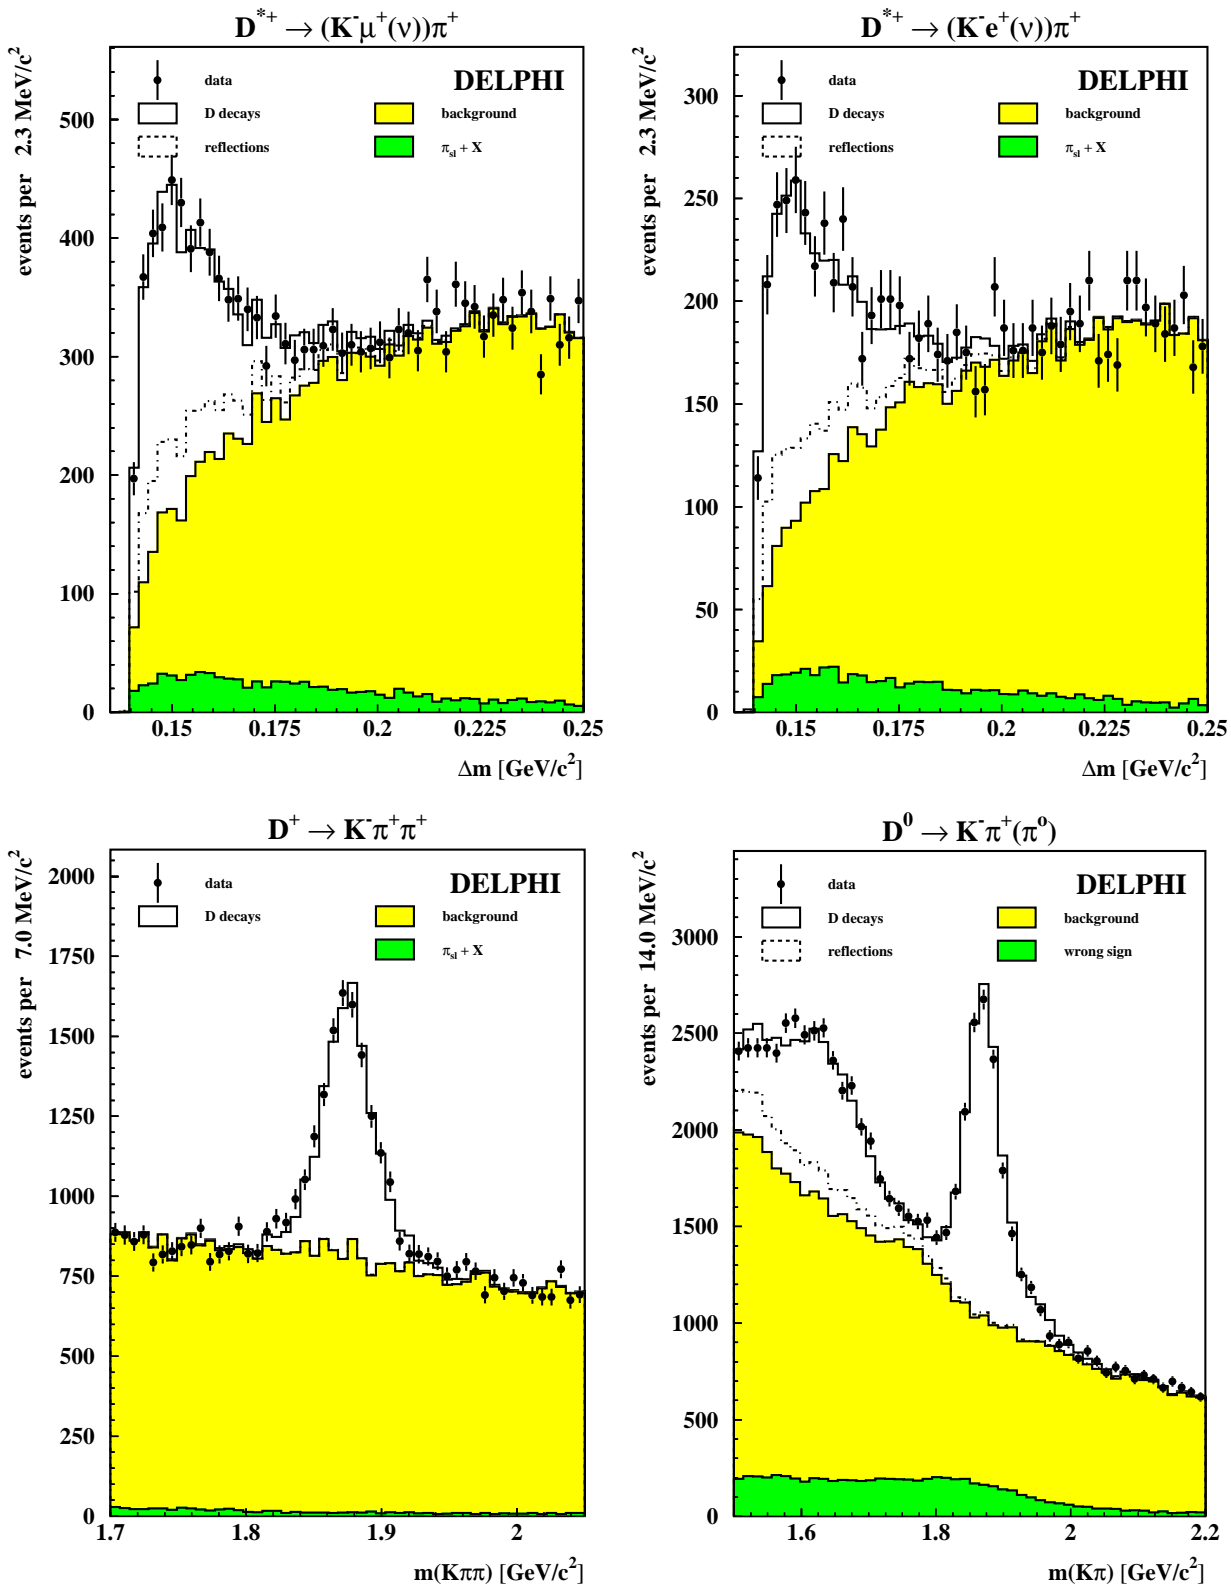 D*+ → (K-μ+(ν))π+
events per 2.3 MeV/c2
DELPHI
data
D decays
background
reflections
πsl + X
500
400
300
200
100
0
0.15 0.175 0.2 0.225 0.25
Δm [GeV/c2]
D*+ → (K-e+(ν))π+
events per 2.3 MeV/c2
DELPHI
data
D decays
background
reflections
πsl + X
300
250
200
150
100
50
0
0.15 0.175 0.2 0.225 0.25
Δm [GeV/c2]
D+ → K-π+π+
events per 7.0 MeV/c2
DELPHI
data
D decays
background
πsl + X
2000
1750
1500
1250
1000
750
500
250
0
1.7 1.8 1.9 2
m(Kππ) [GeV/c2]
D0 → K-π+(πo)
events per 14.0 MeV/c2
DELPHI
data
D decays
background
reflections
wrong sign
3000
2500
2000
1500
1000
500
0
1.6 1.8 2 2.2
m(Kπ) [GeV/c2]